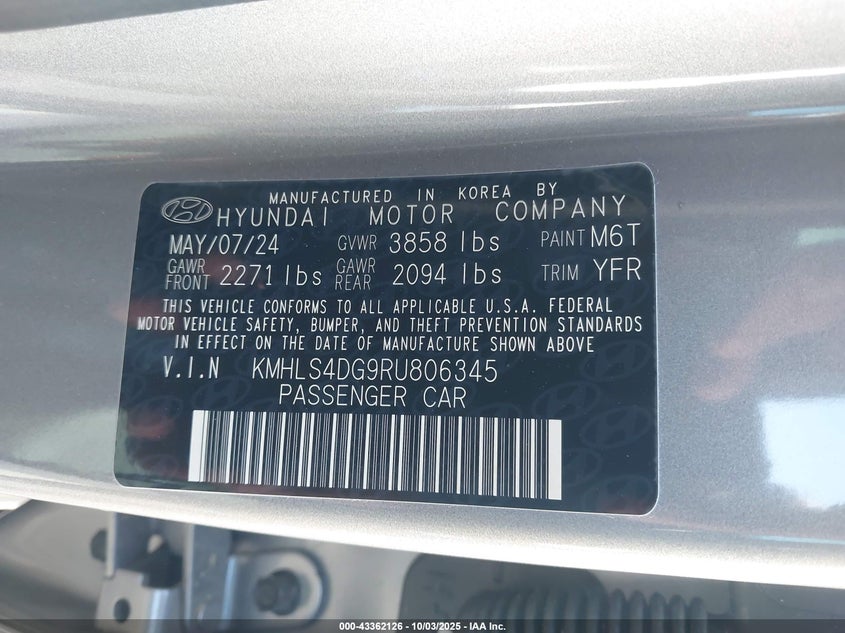 MANUFACTURED IN KOREA BY
HYUNDAI MOTOR COMPANY
MAY/07/24 GVWR 3858 lbs PAINT M6T
GAWR FRONT 2271 lbs GAWR REAR 2094 lbs TRIM YFR
THIS VEHICLE CONFORMS TO ALL APPLICABLE U.S.A. FEDERAL
MOTOR VEHICLE SAFETY, BUMPER, AND THEFT PREVENTION STANDARDS
IN EFFECT ON THE DATE OF MANUFACTURE SHOWN ABOVE
V.I.N KMHLS4DG9RU806345
PASSENGER CAR
000-43362126 - 10/03/2025 - IAA Inc.